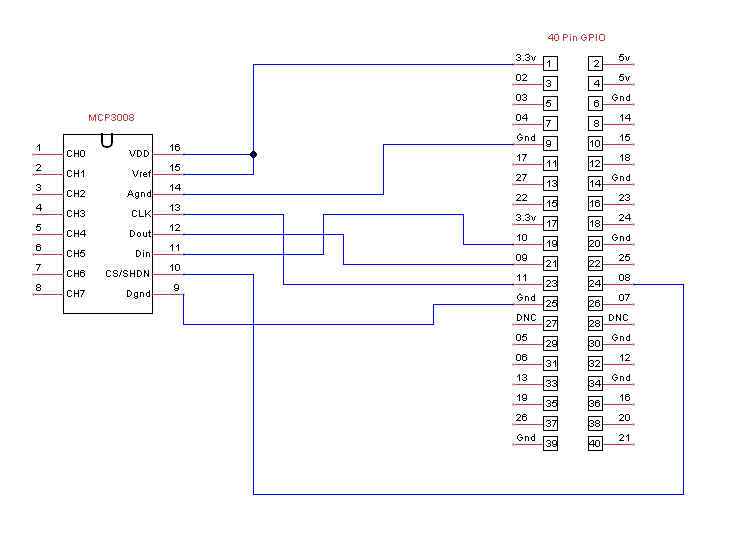 40 Pin GPIO
3.3v 1 2 5v
02 3 4 5v
03 5 6 Gnd
04 7 8 14
Gnd 9 10 15
17 11 12 18
27 13 14 Gnd
22 15 16 23
3.3v 17 18 24
10 19 20 Gnd
09 21 22 25
11 23 24 08
Gnd 25 26 07
DNC 27 28 DNC
05 29 30 Gnd
06 31 32 12
13 33 34 Gnd
19 35 36 16
26 37 38 20
Gnd 39 40 21
MCP3008
1 CH0 VDD 16
2 CH1 Vref 15
3 CH2 Agnd 14
4 CH3 CLK 13
5 CH4 Dout 12
6 CH5 Din 11
7 CH6 CS/SHDN 10
8 CH7 Dgnd 9